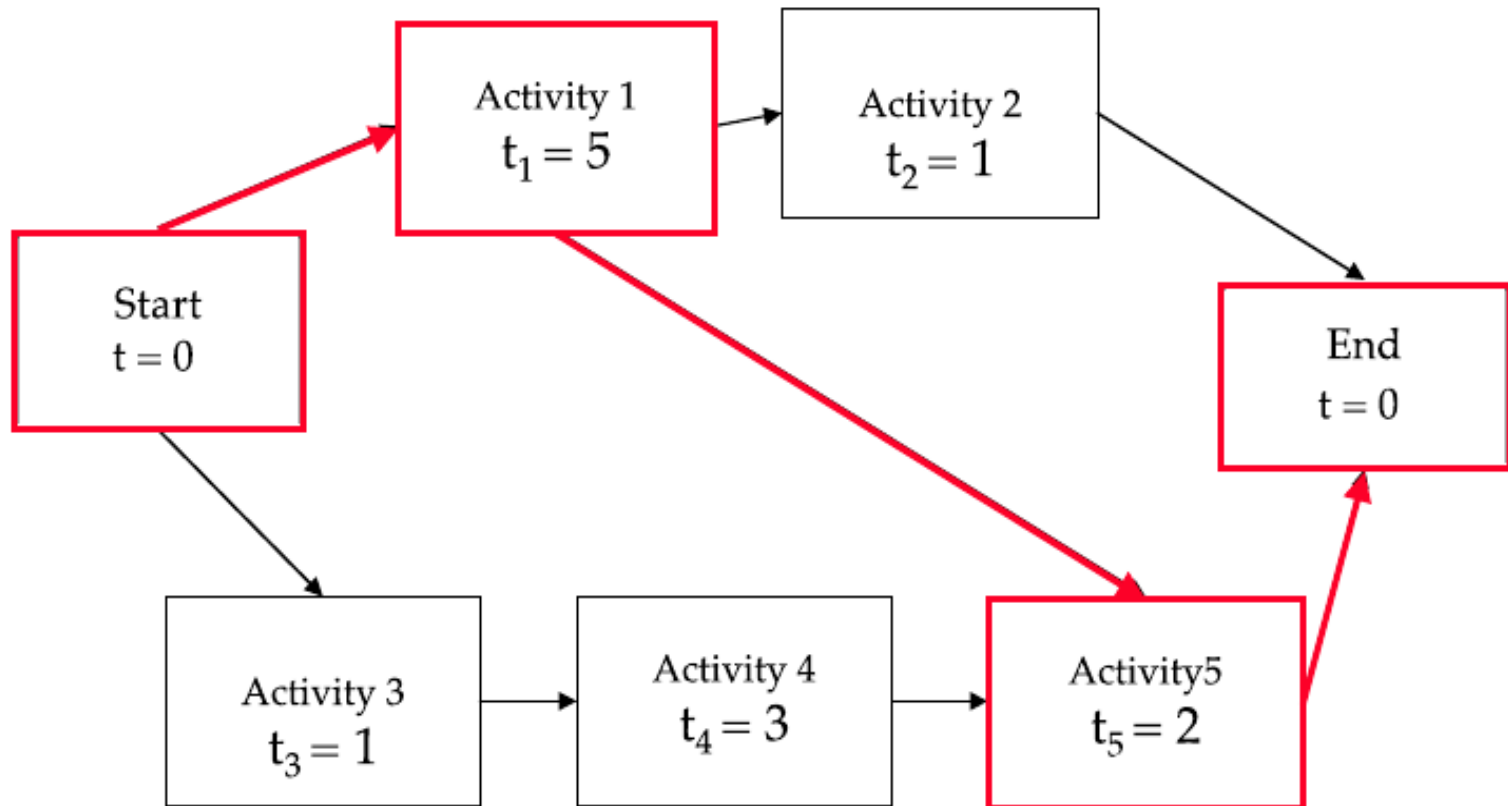 Activity 1
t₁ = 5
Activity 2
t₂ = 1
Start
t = 0
End
t = 0
Activity 3
t₃ = 1
Activity 4
t₄ = 3
Activity5
t₅ = 2